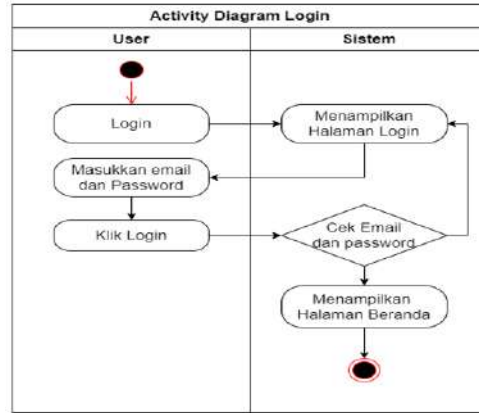 Activity Diagram Login
User
Sistem
Login
Menampilkan
Halaman Login
Masukkan email
dan Password
Klik Login
Cek Email
dan password
Menampilkan
Halaman Beranda